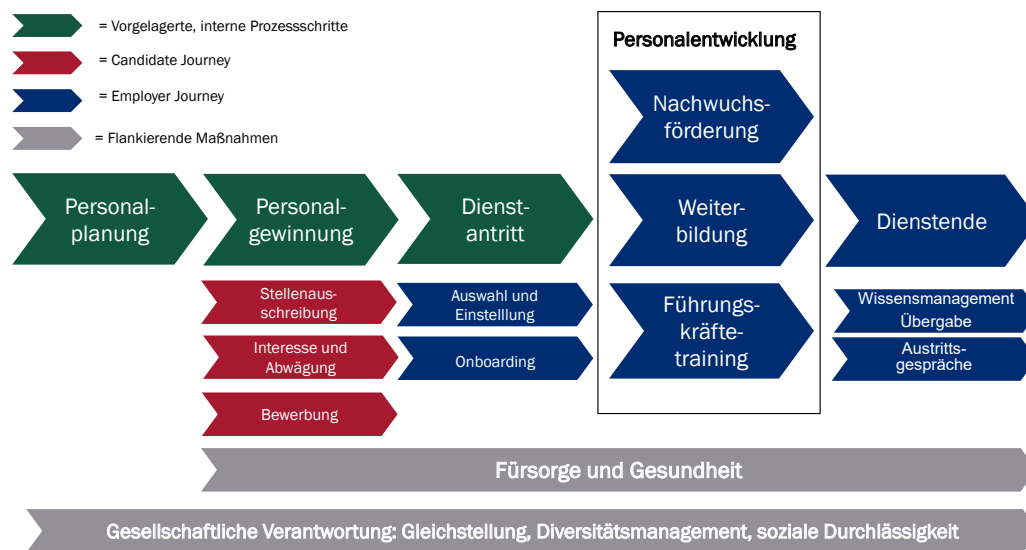 = Vorgelagerte, interne Prozessschritte
= Candidate Journey
= Employer Journey
= Flankierende Maßnahmen
Personal-
planung
Personal-
gewinnung
Dienst-
antritt
Personalentwicklung
Nachwuchs-
förderung
Weiter-
bildung
Führungs-
kräfte-
training
Dienstende
Stellenaus-
schreibung
Interesse und
Abwägung
Bewerbung
Auswahl und
Einstelllung
Onboarding
Wissensmanagement
Übergabe
Austritts-
gespräche
Fürsorge und Gesundheit
Gesellschaftliche Verantwortung: Gleichstellung, Diversitätsmanagement, soziale Durchlässigkeit